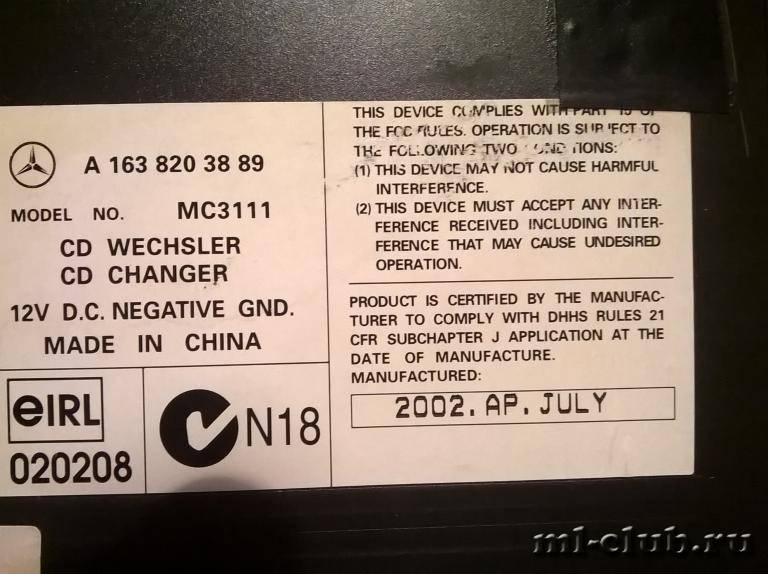 A 163 820 38 89
MODEL NO. MC3111
CD WECHSLER
CD CHANGER
12V D.C. NEGATIVE GND.
MADE IN CHINA
eIRL
020208
N18
THIS DEVICE COMPLIES WITH PART 15 OF
THE FCC RULES. OPERATION IS SUBJECT TO
THE FOLLOWING TWO CONDITIONS:
(1) THIS DEVICE MAY NOT CAUSE HARMFUL
INTERFERENCE.
(2) THIS DEVICE MUST ACCEPT ANY INTER-
FERENCE RECEIVED INCLUDING INTER-
FERENCE THAT MAY CAUSE UNDESIRED
OPERATION.
PRODUCT IS CERTIFIED BY THE MANUFAC-
TURER TO COMPLY WITH DHHS RULES 21
CFR SUBCHAPTER J APPLICATION AT THE
DATE OF MANUFACTURE.
MANUFACTURED:
2002. AP. JULY
ml-club.ru